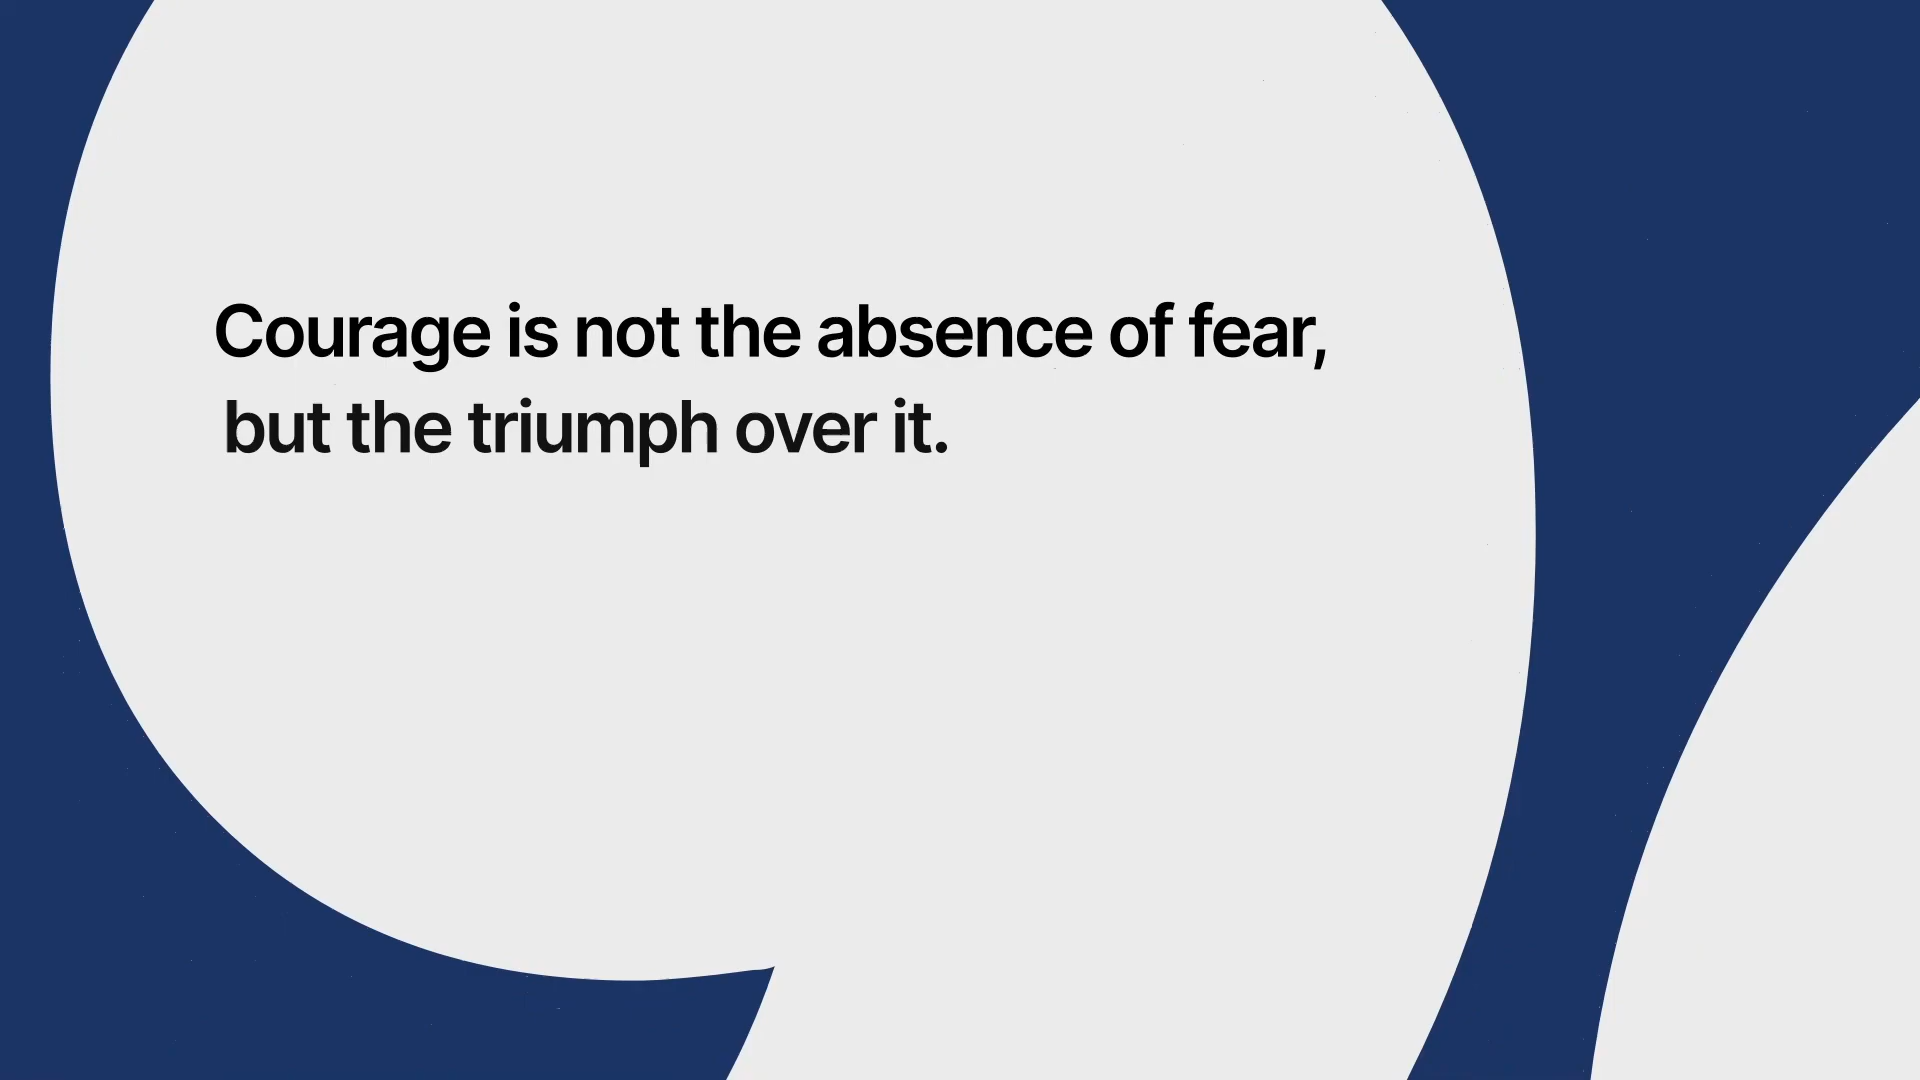 Courage is not the absence of fear,
but the triumph over it.